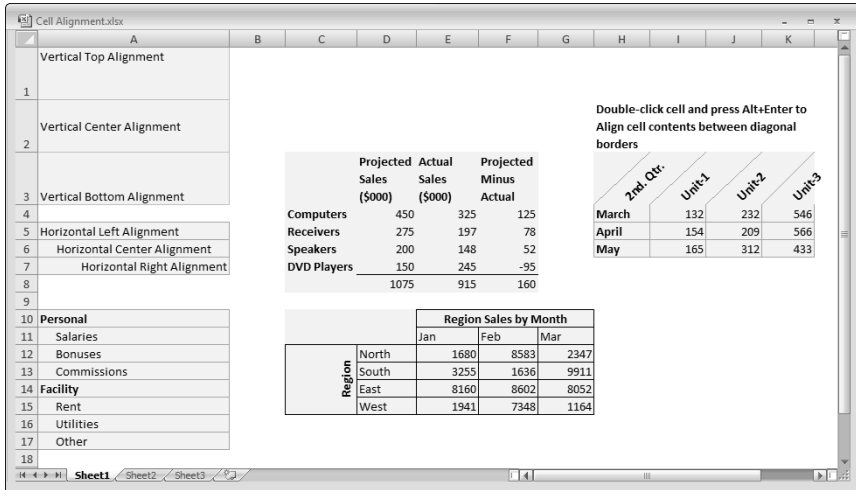 Cell Alignment.xlsx
A B C D E F G H I J K
1 Vertical Top Alignment
2 Vertical Center Alignment
Double-click cell and press Alt+Enter to
Align cell contents between diagonal
borders
3 Vertical Bottom Alignment
Projected Actual Projected
Sales Sales Minus
($000) ($000) Actual
2nd. Qtr. Unit-1 Unit-2 Unit-3
4 Computers 450 325 125 March 132 232 546
5 Horizontal Left Alignment Receivers 275 197 78 April 154 209 566
6 Horizontal Center Alignment Speakers 200 148 52 May 165 312 433
7 Horizontal Right Alignment DVD Players 150 245 -95
8 1075 915 160
9
10 Personal Region Sales by Month
11 Salaries Jan Feb Mar
12 Bonuses North 1680 8583 2347
13 Commissions Region South 3255 1636 9911
14 Facility East 8160 8602 8052
15 Rent West 1941 7348 1164
16 Utilities
17 Other
18
Sheet1 Sheet2 Sheet3